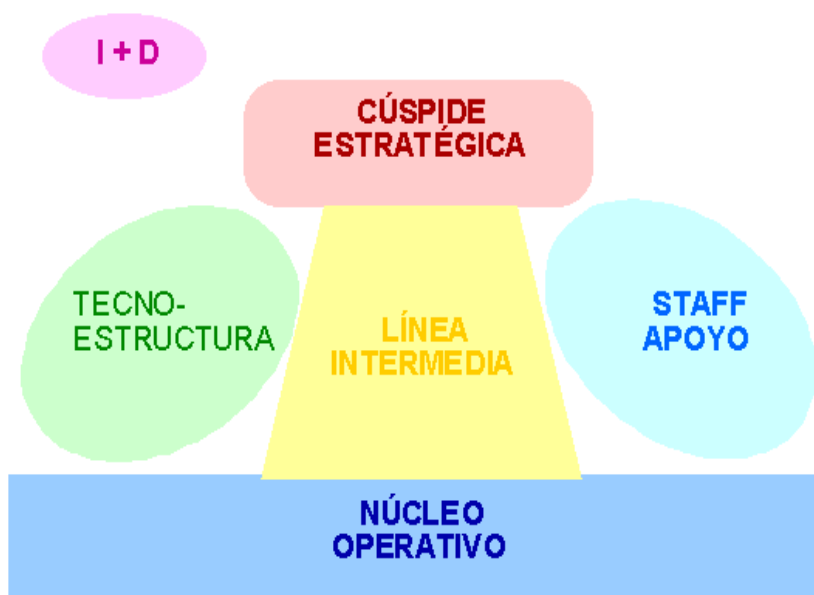 I + D
CÚSPIDE
ESTRATÉGICA
TECNO-
ESTRUCTURA
LÍNEA
INTERMEDIA
STAFF
APOYO
NÚCLEO
OPERATIVO